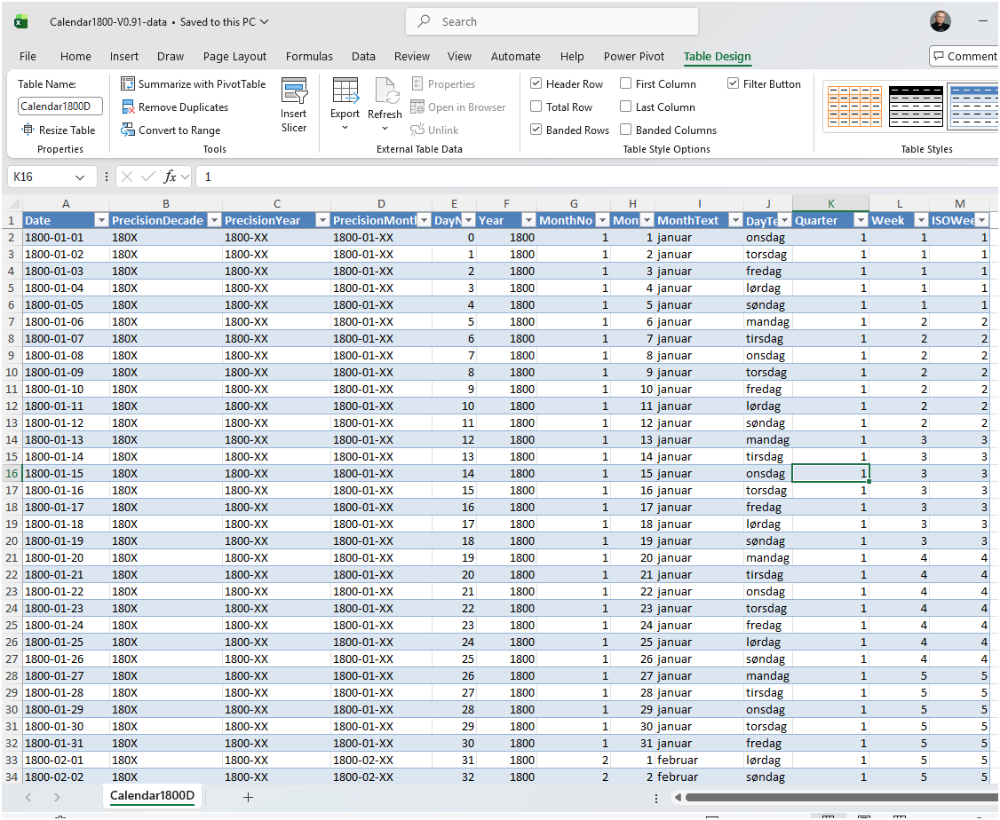 Calendar1800-V0.91-data • Saved to this PC
Search
File Home Insert Draw Page Layout Formulas Data Review View Automate Help Power Pivot Table Design Comment
Table Name: Summarize with PivotTable Properties Header Row First Column Filter Button
Calendar1800D Remove Duplicates Insert Slicer Export Refresh Open in Browser Total Row Last Column
Resize Table Convert to Range Unlink Banded Rows Banded Columns
Properties Tools External Table Data Table Style Options Table Styles
K16 fx 1
A B C D E F G H I J K L M
1 Date PrecisionDecade PrecisionYear PrecisionMont DayN Year MonthNo Mon MonthText DayTe Quarter Week ISOWee
2 1800-01-01 180X 1800-XX 1800-01-XX 0 1800 1 1 januar onsdag 1 1 1
3 1800-01-02 180X 1800-XX 1800-01-XX 1 1800 1 2 januar torsdag 1 1 1
4 1800-01-03 180X 1800-XX 1800-01-XX 2 1800 1 3 januar fredag 1 1 1
5 1800-01-04 180X 1800-XX 1800-01-XX 3 1800 1 4 januar lørdag 1 1 1
6 1800-01-05 180X 1800-XX 1800-01-XX 4 1800 1 5 januar søndag 1 1 1
7 1800-01-06 180X 1800-XX 1800-01-XX 5 1800 1 6 januar mandag 1 2 2
8 1800-01-07 180X 1800-XX 1800-01-XX 6 1800 1 7 januar tirsdag 1 2 2
9 1800-01-08 180X 1800-XX 1800-01-XX 7 1800 1 8 januar onsdag 1 2 2
10 1800-01-09 180X 1800-XX 1800-01-XX 8 1800 1 9 januar torsdag 1 2 2
11 1800-01-10 180X 1800-XX 1800-01-XX 9 1800 1 10 januar fredag 1 2 2
12 1800-01-11 180X 1800-XX 1800-01-XX 10 1800 1 11 januar lørdag 1 2 2
13 1800-01-12 180X 1800-XX 1800-01-XX 11 1800 1 12 januar søndag 1 2 2
14 1800-01-13 180X 1800-XX 1800-01-XX 12 1800 1 13 januar mandag 1 3 3
15 1800-01-14 180X 1800-XX 1800-01-XX 13 1800 1 14 januar tirsdag 1 3 3
16 1800-01-15 180X 1800-XX 1800-01-XX 14 1800 1 15 januar onsdag 1 3 3
17 1800-01-16 180X 1800-XX 1800-01-XX 15 1800 1 16 januar torsdag 1 3 3
18 1800-01-17 180X 1800-XX 1800-01-XX 16 1800 1 17 januar fredag 1 3 3
19 1800-01-18 180X 1800-XX 1800-01-XX 17 1800 1 18 januar lørdag 1 3 3
20 1800-01-19 180X 1800-XX 1800-01-XX 18 1800 1 19 januar søndag 1 3 3
21 1800-01-20 180X 1800-XX 1800-01-XX 19 1800 1 20 januar mandag 1 4 4
22 1800-01-21 180X 1800-XX 1800-01-XX 20 1800 1 21 januar tirsdag 1 4 4
23 1800-01-22 180X 1800-XX 1800-01-XX 21 1800 1 22 januar onsdag 1 4 4
24 1800-01-23 180X 1800-XX 1800-01-XX 22 1800 1 23 januar torsdag 1 4 4
25 1800-01-24 180X 1800-XX 1800-01-XX 23 1800 1 24 januar fredag 1 4 4
26 1800-01-25 180X 1800-XX 1800-01-XX 24 1800 1 25 januar lørdag 1 4 4
27 1800-01-26 180X 1800-XX 1800-01-XX 25 1800 1 26 januar søndag 1 4 4
28 1800-01-27 180X 1800-XX 1800-01-XX 26 1800 1 27 januar mandag 1 5 5
29 1800-01-28 180X 1800-XX 1800-01-XX 27 1800 1 28 januar tirsdag 1 5 5
30 1800-01-29 180X 1800-XX 1800-01-XX 28 1800 1 29 januar onsdag 1 5 5
31 1800-01-30 180X 1800-XX 1800-01-XX 29 1800 1 30 januar torsdag 1 5 5
32 1800-01-31 180X 1800-XX 1800-01-XX 30 1800 1 31 januar fredag 1 5 5
33 1800-02-01 180X 1800-XX 1800-02-XX 31 1800 2 1 februar lørdag 1 5 5
34 1800-02-02 180X 1800-XX 1800-02-XX 32 1800 2 2 februar søndag 1 5 5
Calendar1800D